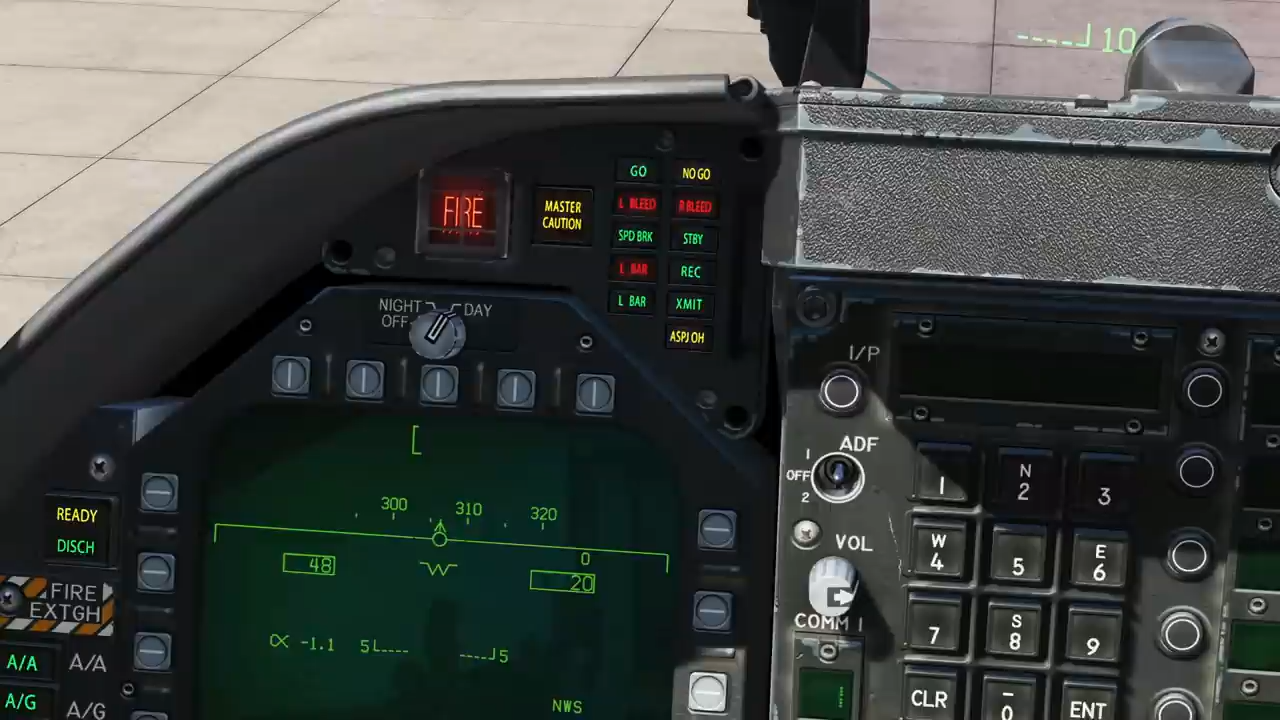 10
GO
NO GO
L BLEED
R BLEED
FIRE
MASTER
CAUTION
SPD BRK
STBY
L BAR
REC
L BAR
XMIT
ASPJ OH
NIGHT
DAY
OFF
I/P
ADF
1
OFF
2
VOL
COMM 1
300
310
320
48
0
20
α -1.1
5
5
NWS
READY
DISCH
FIRE
EXTGH
A/A
A/A
A/G
A/G
1
N
2
3
W
4
5
E
6
7
S
8
9
CLR
–
0
ENT